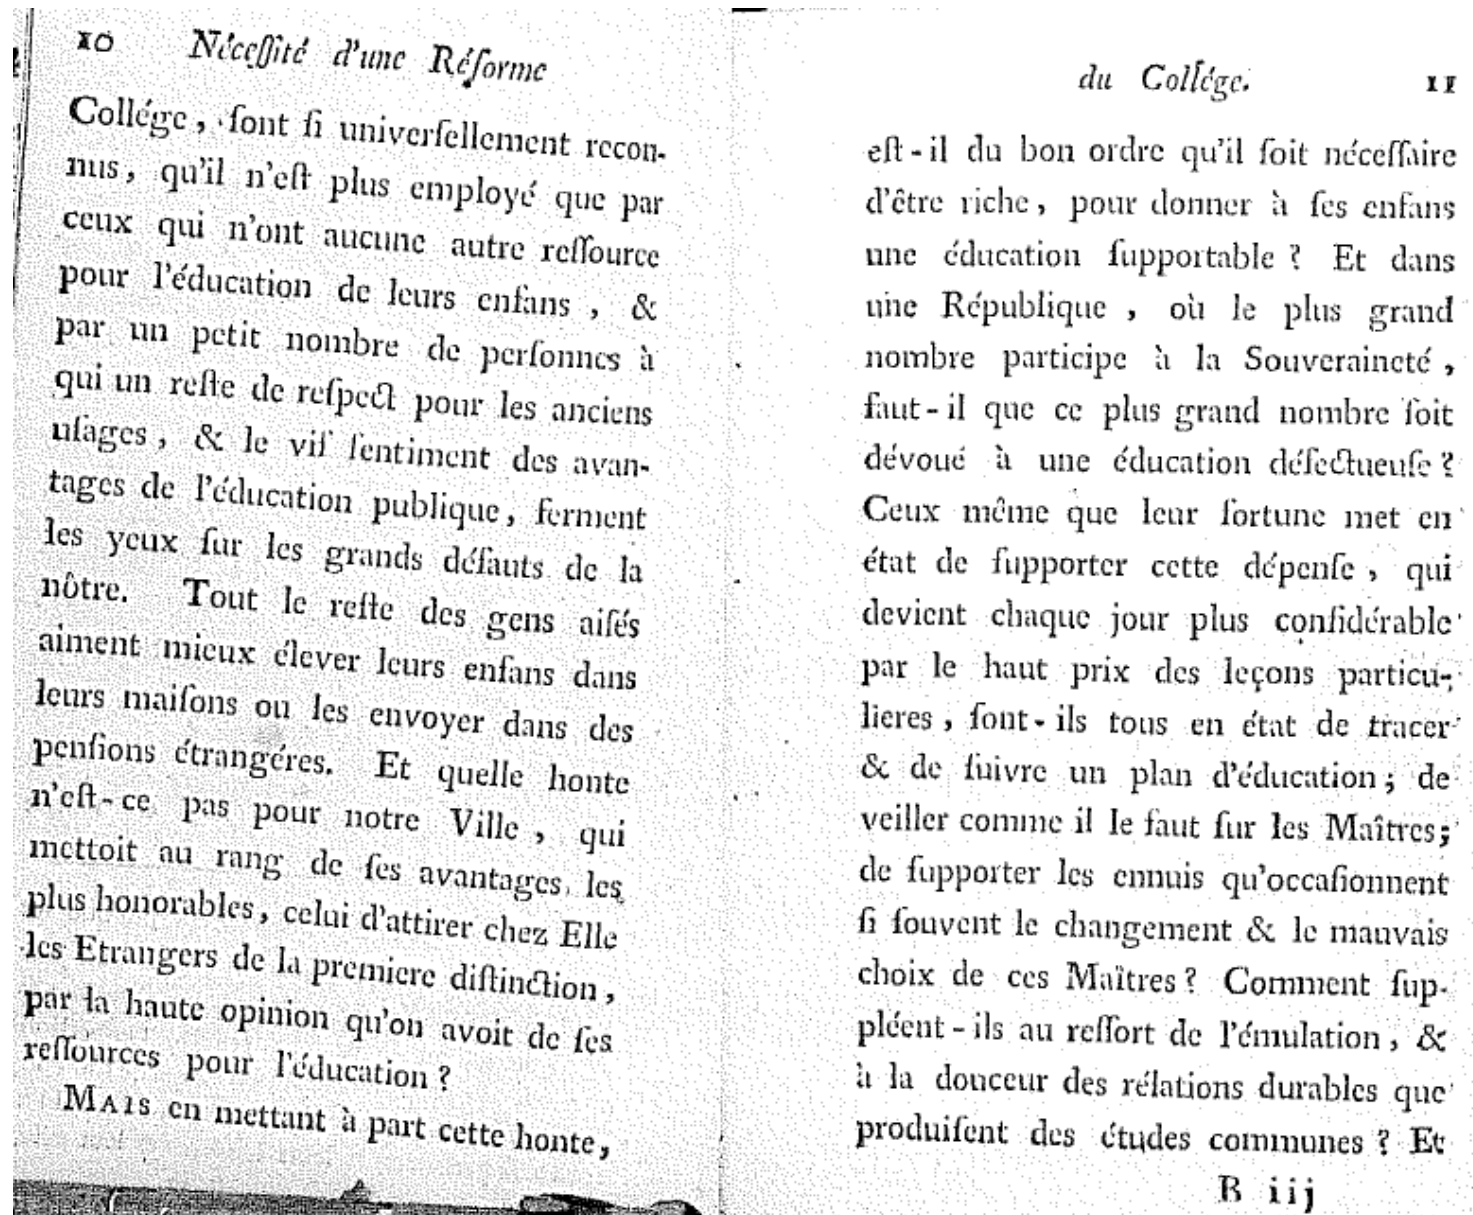 10 Néceſſité d'une Réforme
Collége, ſont ſi univerſellement recon-
nus, qu'il n'eſt plus employé que par
ceux qui n'ont aucune autre reſſource
pour l'éducation de leurs enfans, &
par un petit nombre de perſonnes à
qui un reſte de reſpect pour les anciens
uſages, & le vif ſentiment des avan-
tages de l'éducation publique, ferment
les yeux ſur les grands défauts de la
nôtre. Tout le reſte des gens aiſés
aiment mieux élever leurs enfans dans
leurs maiſons ou les envoyer dans des
penſions étrangéres. Et quelle honte
n'eſt-ce pas pour notre Ville, qui
mettoit au rang de ſes avantages les
plus honorables, celui d'attirer chez Elle
les Etrangers de la premiere diſtinction,
par la haute opinion qu'on avoit de ſes
reſſources pour l'éducation?
MAIS en mettant à part cette honte,
du Collége. 11
eſt-il du bon ordre qu'il ſoit néceſſaire
d'être riche, pour donner à ſes enfans
une éducation ſupportable? Et dans
une République, où le plus grand
nombre participe à la Souveraineté,
faut-il que ce plus grand nombre ſoit
dévoué à une éducation défectueuſe?
Ceux même que leur fortune met en
état de ſupporter cette dépenſe, qui
devient chaque jour plus conſidérable
par le haut prix des leçons particu-
lieres, ſont-ils tous en état de tracer
& de ſuivre un plan d'éducation; de
veiller comme il le faut ſur les Maîtres;
de ſupporter les ennuis qu'occaſionnent
ſi ſouvent le changement & le mauvais
choix de ces Maîtres? Comment ſup-
pléent-ils au reſſort de l'émulation, &
à la douceur des rélations durables que
produiſent des études communes? Et
B iij